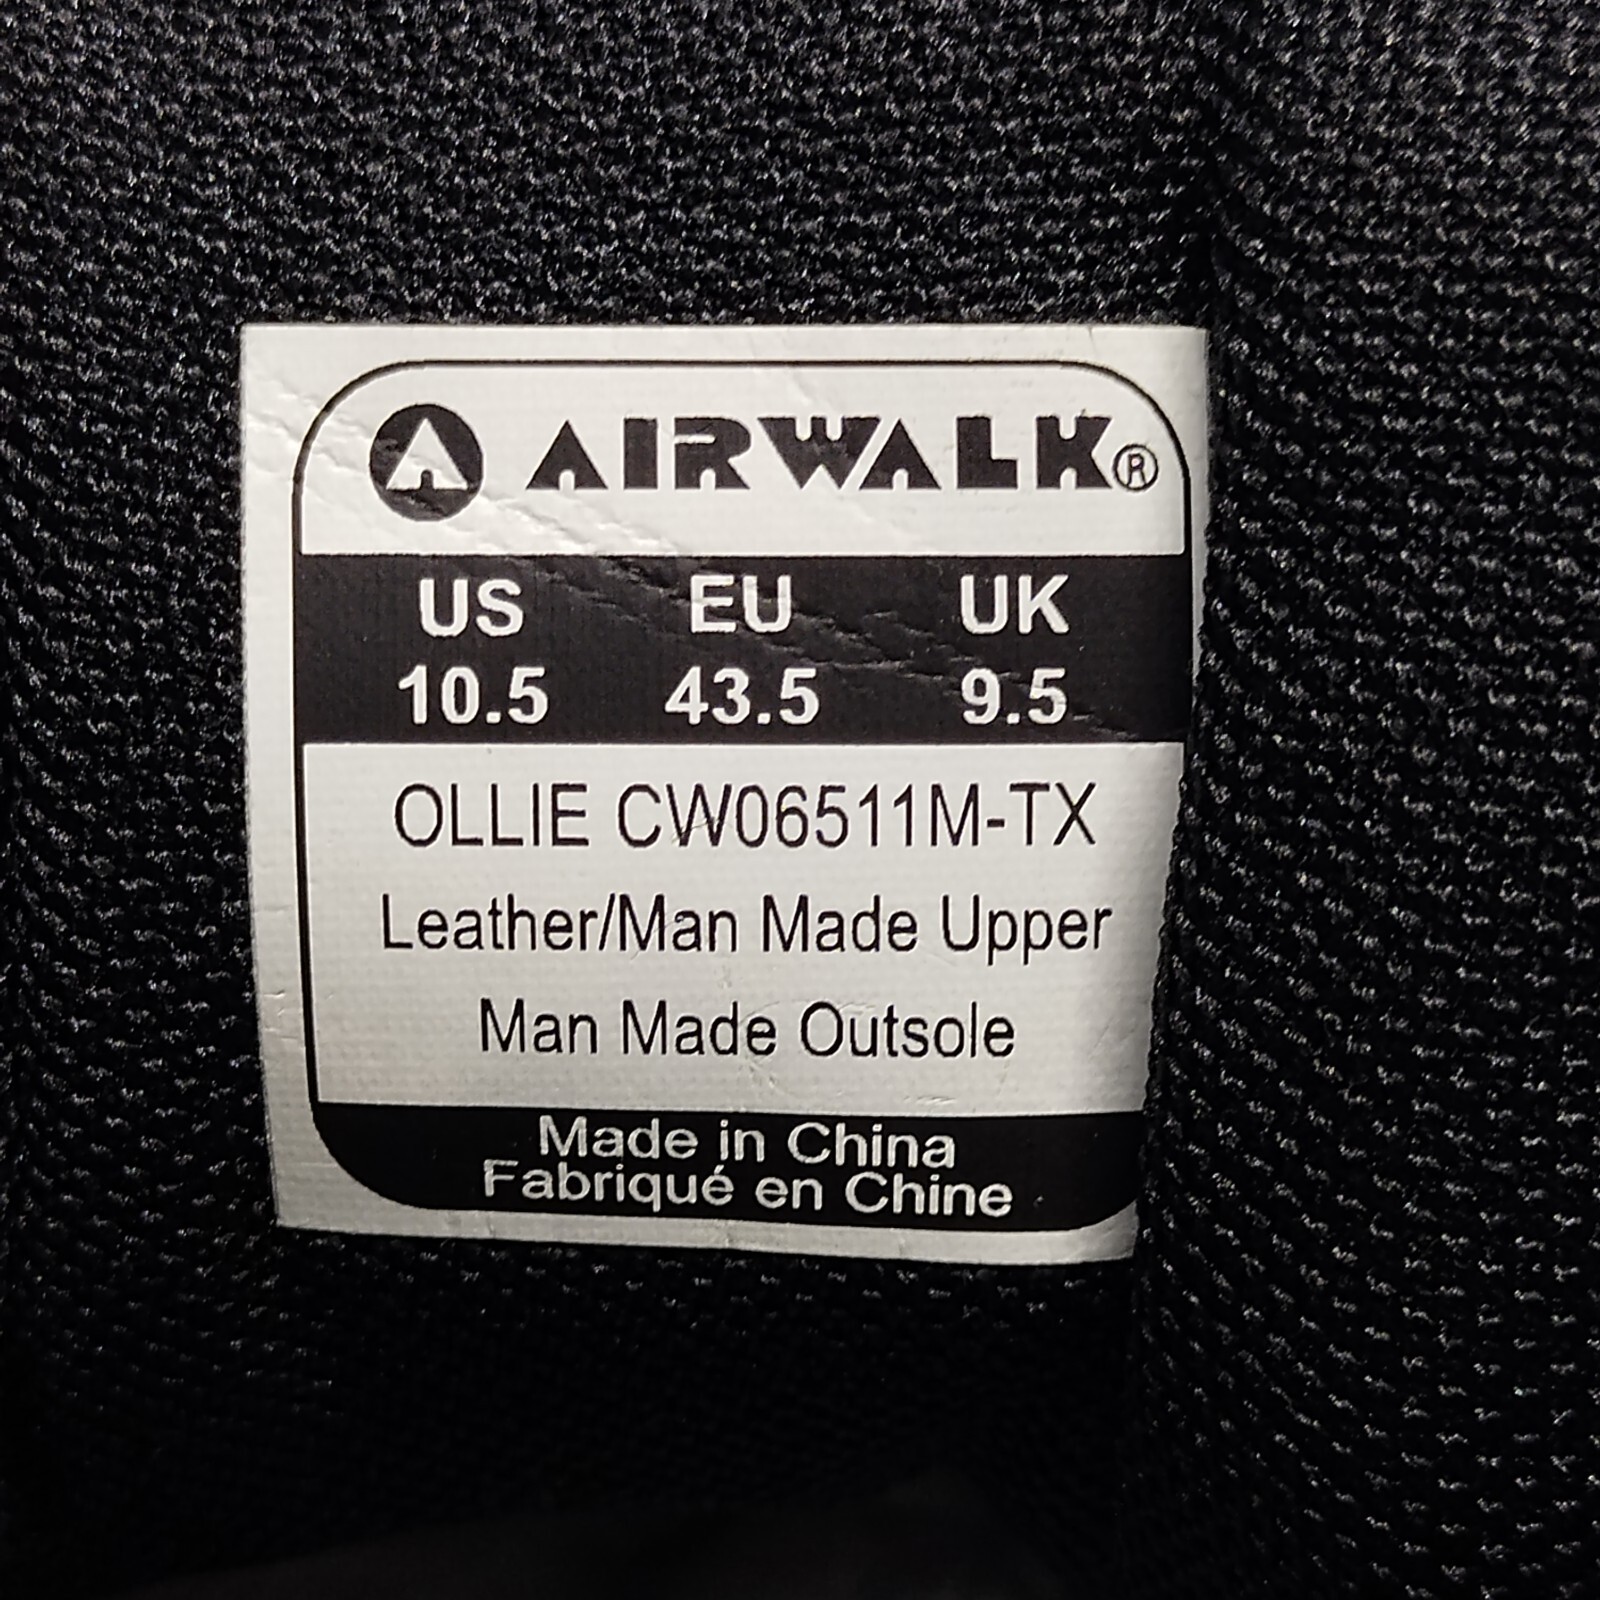 AIRWALK®
US EU UK
10.5 43.5 9.5
OLLIE CW06511M-TX
Leather/Man Made Upper
Man Made Outsole
Made in China
Fabriqué en Chine